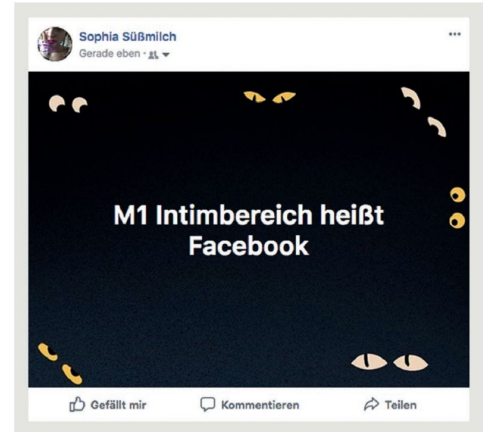 Sophia Süßmilch
Gerade eben
M1 Intimbereich heißt
Facebook
Gefällt mir
Kommentieren
Teilen